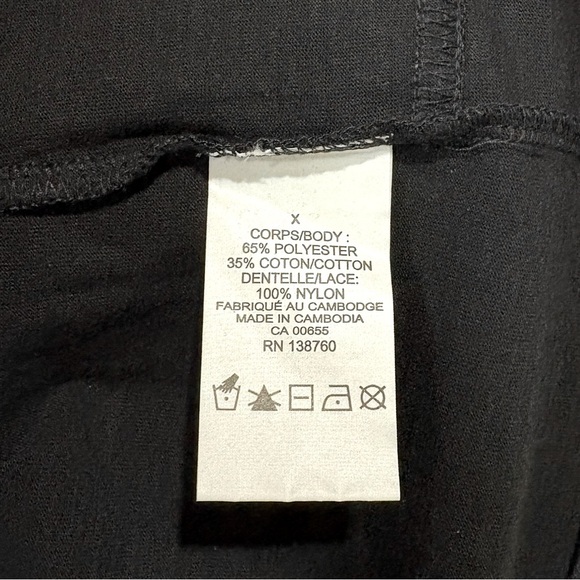 X
CORPS/BODY :
65% POLYESTER
35% COTON/COTTON
DENTELLE/LACE:
100% NYLON
FABRIQUÉ AU CAMBODGE
MADE IN CAMBODIA
CA 00655
RN 138760